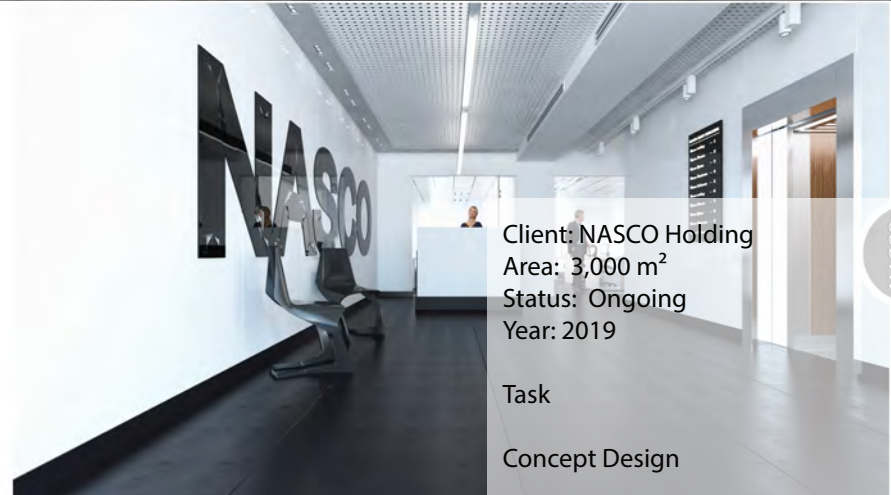 NASCO
Client: NASCO Holding
Area: 3,000 m²
Status: Ongoing
Year: 2019
Task
Concept Design